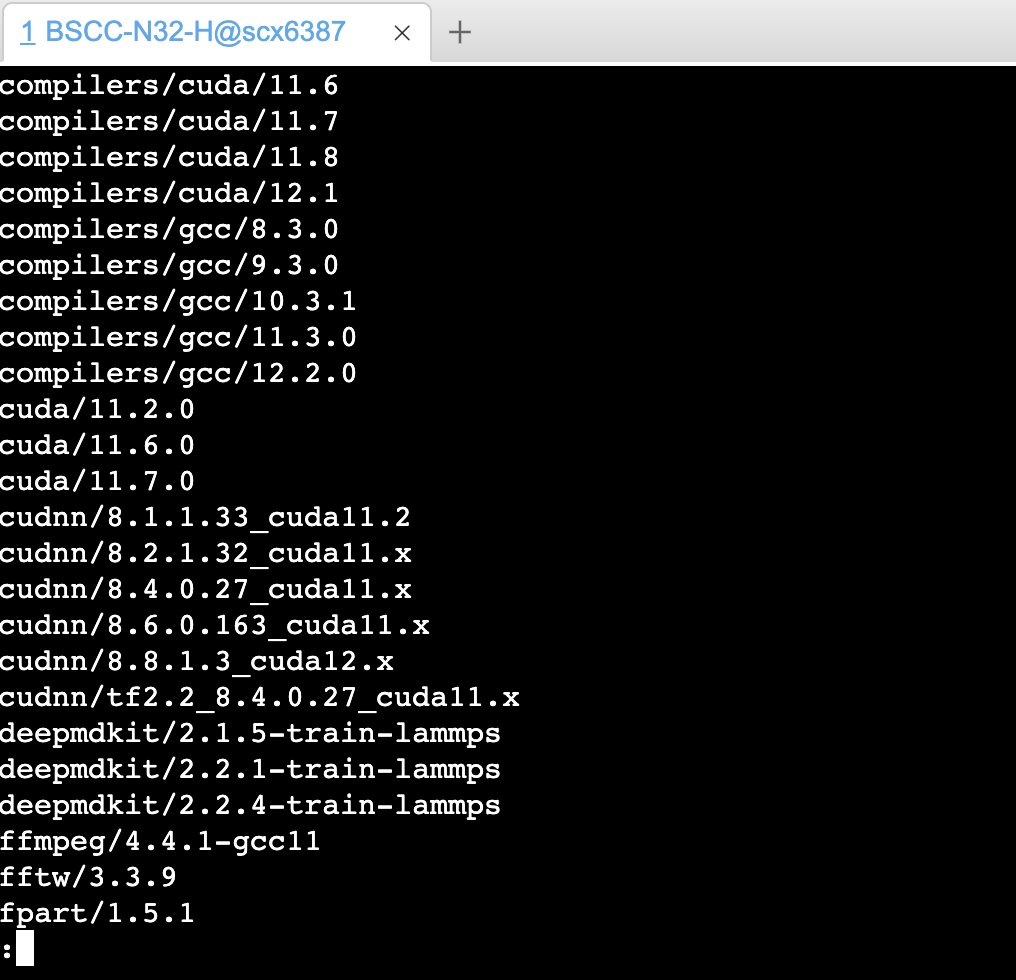 1 BSCC-N32-H@scx6387 × +
compilers/cuda/11.6
compilers/cuda/11.7
compilers/cuda/11.8
compilers/cuda/12.1
compilers/gcc/8.3.0
compilers/gcc/9.3.0
compilers/gcc/10.3.1
compilers/gcc/11.3.0
compilers/gcc/12.2.0
cuda/11.2.0
cuda/11.6.0
cuda/11.7.0
cudnn/8.1.1.33_cuda11.2
cudnn/8.2.1.32_cuda11.x
cudnn/8.4.0.27_cuda11.x
cudnn/8.6.0.163_cuda11.x
cudnn/8.8.1.3_cuda12.x
cudnn/tf2.2_8.4.0.27_cuda11.x
deepmdkit/2.1.5-train-lammps
deepmdkit/2.2.1-train-lammps
deepmdkit/2.2.4-train-lammps
ffmpeg/4.4.1-gcc11
fftw/3.3.9
fpart/1.5.1
: